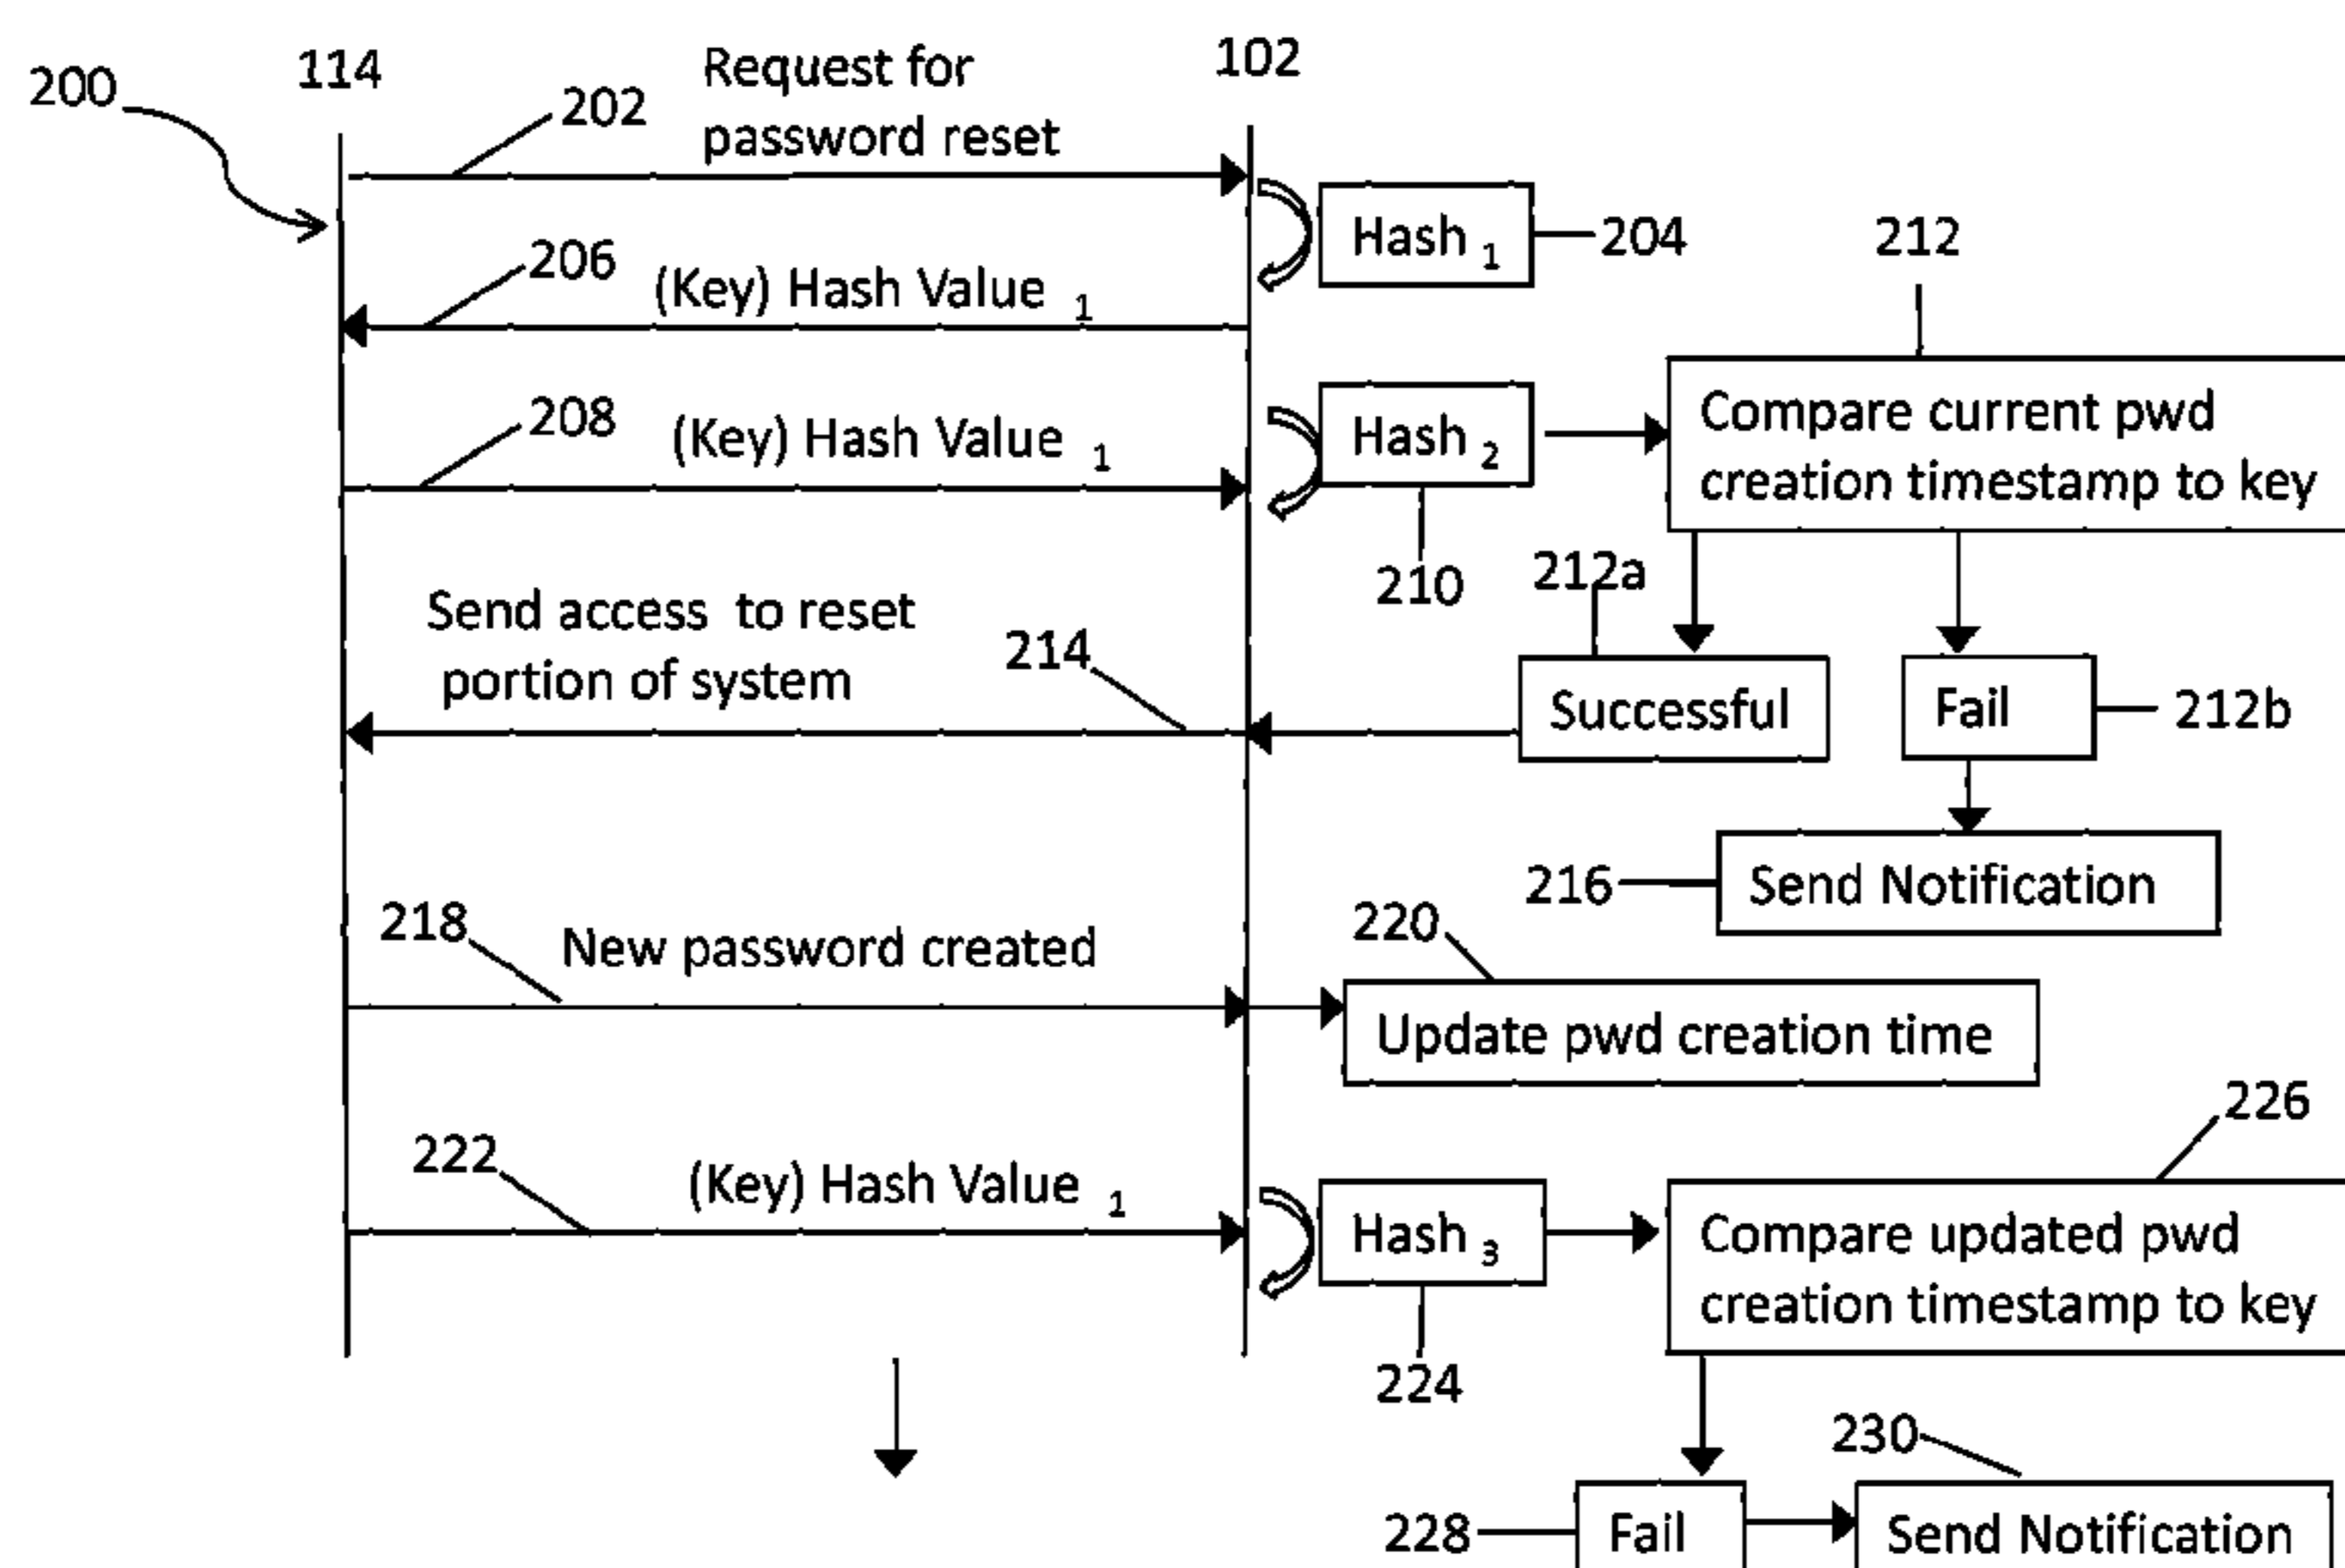 200
114
202
Request for
password reset
102
Hash 1
204
206
(Key) Hash Value 1
212
208
(Key) Hash Value 1
Hash 2
210
Compare current pwd
creation timestamp to key
Send access to reset
portion of system
214
212a
Successful
Fail
212b
216
Send Notification
218
New password created
220
Update pwd creation time
222
(Key) Hash Value 1
Hash 3
224
226
Compare updated pwd
creation timestamp to key
228
Fail
230
Send Notification